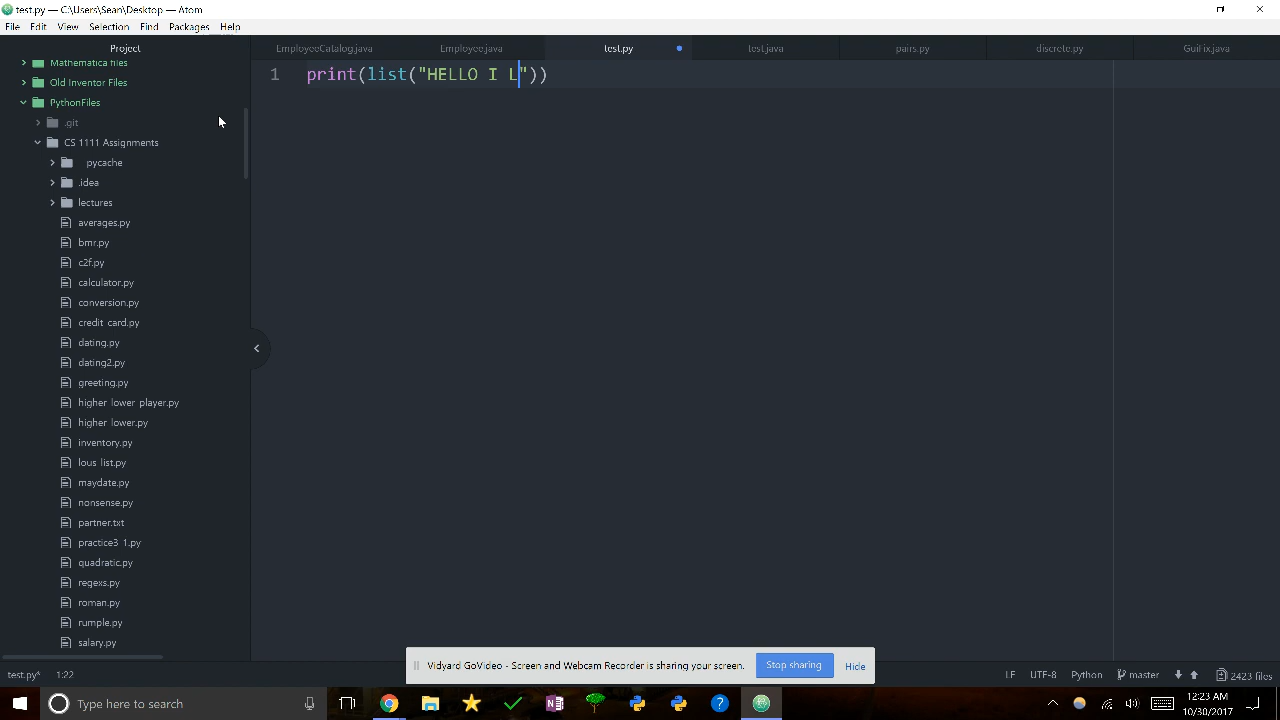 test.py — C:\Users\Sean\Desktop — Atom
File Edit View Selection Find Packages Help
Project
EmployeeCatalog.java Employee.java test.py test.java pairs.py discrete.py GuiFix.java
Mathematica files
Old Inventor Files
PythonFiles
.git
CS 1111 Assignments
pycache
.idea
lectures
averages.py
bmr.py
c2f.py
calculator.py
conversion.py
credit card.py
dating.py
dating2.py
greeting.py
higher lower player.py
higher lower.py
inventory.py
lous list.py
maydate.py
nonsense.py
partner.txt
practice3 1.py
quadratic.py
regexs.py
roman.py
rumple.py
salary.py
1 print(list("HELLO I L"))
Vidyard GoVideo - Screen and Webcam Recorder is sharing your screen. Stop sharing Hide
test.py* 1:22 LF UTF-8 Python master 2423 files
Type here to search
12:23 AM
10/30/2017